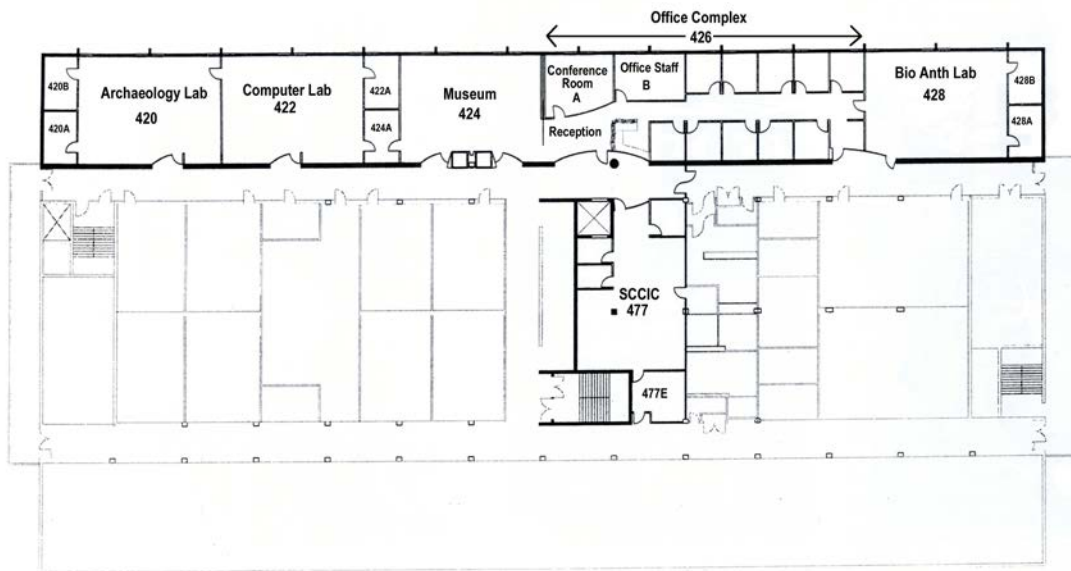 Office Complex
426
420B
Archaeology Lab
420
420A
Computer Lab
422
422A
424A
Museum
424
Conference
Room
A
Office Staff
B
Reception
Bio Anth Lab
428
428B
428A
SCCIC
477
477E